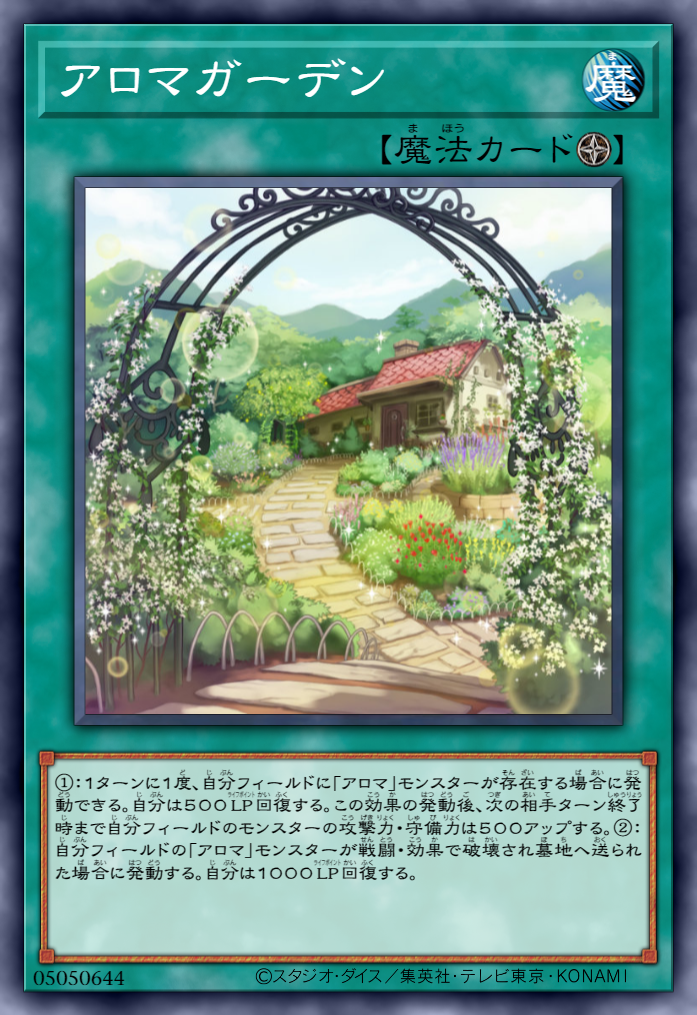 アロマガーデン
魔
【魔法カード】
①：1ターンに1度、自分フィールドに「アロマ」モンスターが存在する場合に発
動できる。自分は500LP回復する。この効果の発動後、次の相手ターン終了
時まで自分フィールドのモンスターの攻撃力・守備力は500アップする。②：
自分フィールドの「アロマ」モンスターが戦闘・効果で破壊され墓地へ送られ
た場合に発動する。自分は1000LP回復する。
05050644
©スタジオ・ダイス／集英社・テレビ東京・KONAMI